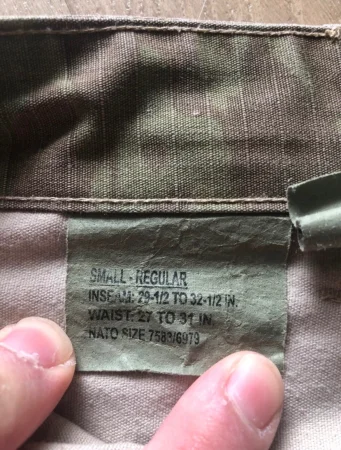 SMALL - REGULAR
INSEAM: 29-1/2 TO 32-1/2 IN.
WAIST: 27 TO 31 IN
NATO SIZE 7583/6979